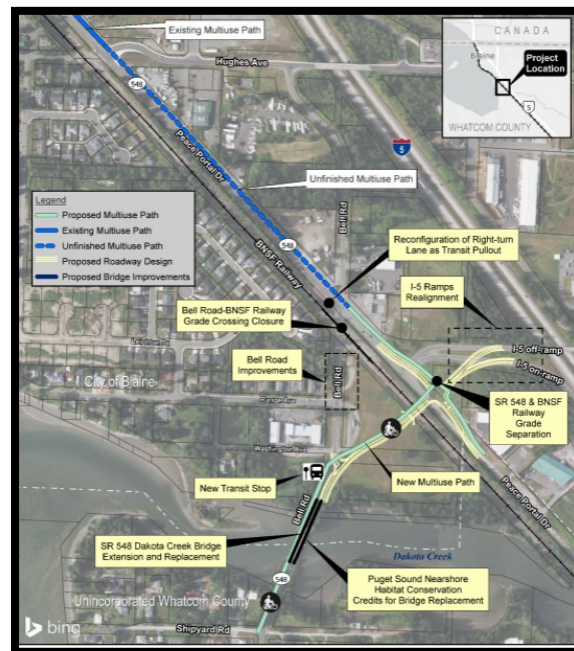 Existing Multiuse Path
Hughes Ave
548
Peace Portal Dr
CANADA
Blaine
Project
Location
5
WHATCOM COUNTY
5
Unfinished Multiuse Path
Legend
Proposed Multiuse Path
Existing Multiuse Path
Unfinished Multiuse Path
Proposed Roadway Design
Proposed Bridge Improvements
548
Bell Rd
BNSF Railway
Reconfiguration of Right-turn
Lane as Transit Pullout
Bell Road-BNSF Railway
Grade Crossing Closure
I-5 Ramps
Realignment
I-5 off-ramp
I-5 on-ramp
Bell Road
Improvements
Bell Rd
City of Blaine
Range Ave
SR 548 & BNSF
Railway
Grade
Separation
Washington Ave
New Transit Stop
New Multiuse Path
Bell Rd
Peace Portal Dr
SR 548 Dakota Creek Bridge
Extension and Replacement
Dakota Creek
Puget Sound Nearshore
Habitat Conservation
Credits for Bridge Replacement
548
Unincorporated Whatcom County
Shipyard Rd
bing